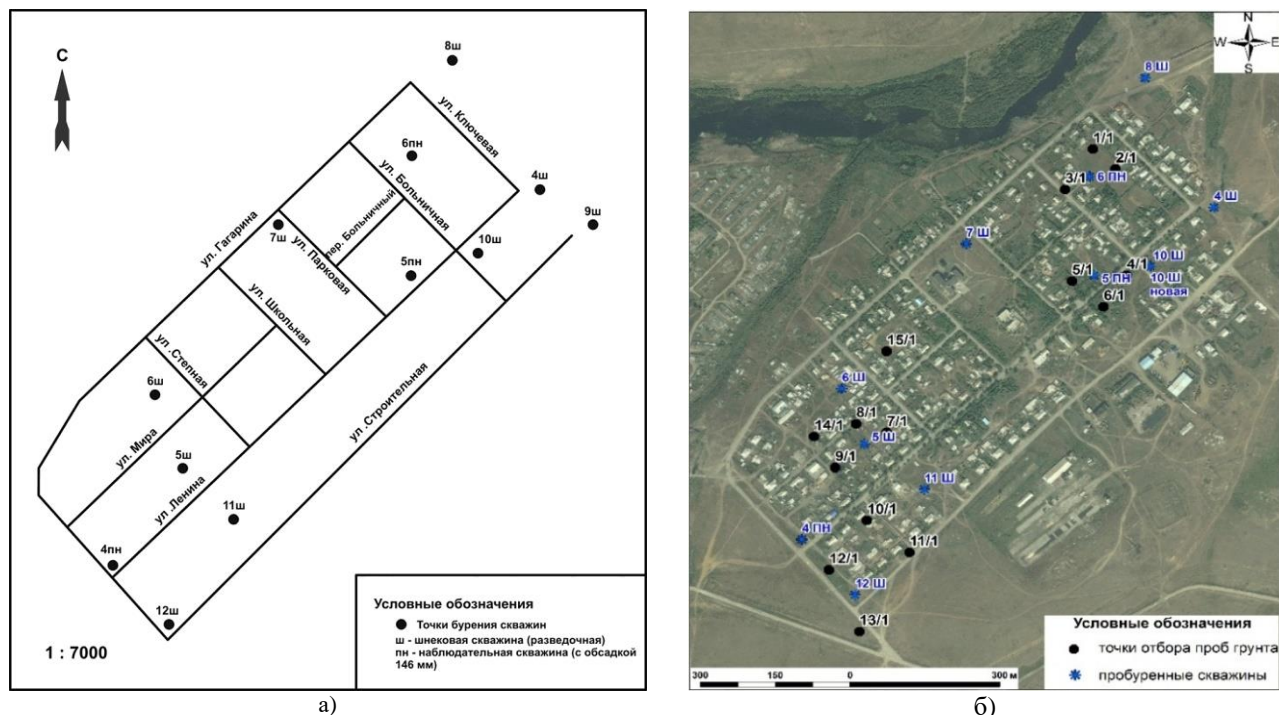 С
8ш
ул. Ключевая
6пн
ул. Больничная
4ш
9ш
ул. Гагарина
7ш
пер. Больничный
10ш
ул. Парковая
5пн
ул. Школьная
ул .Степная
6ш
ул .Строительная
ул. Мира
5ш
ул .Ленина
11ш
4пн
12ш
1 : 7000
Условные обозначения
Точки бурения скважин
ш - шнековая скважина (разведочная)
пн - наблюдательная скважина (с обсадкой
146 мм)
а)
N
W E
S
8 Ш
1/1
2/1
6 ПН
3/1
4 Ш
7 Ш
10 Ш
4/1
5/1
5 ПН
10 Ш
новая
6/1
15/1
6 Ш
8/1
7/1
14/1
5 Ш
9/1
11 Ш
10/1
4 ПН
11/1
12/1
12 Ш
13/1
Условные обозначения
точки отбора проб грунта
пробуренные скважины
300 150 0 300 м
б)